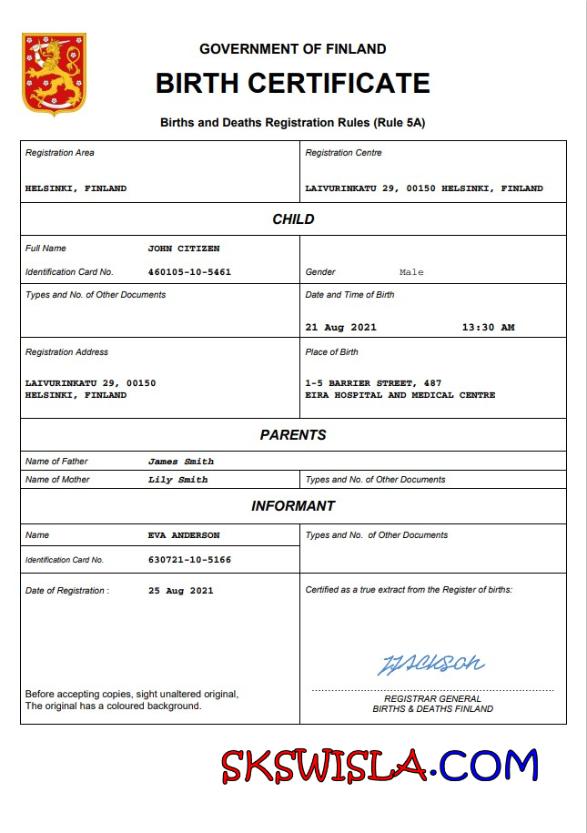 GOVERNMENT OF FINLAND
BIRTH CERTIFICATE
Births and Deaths Registration Rules (Rule 5A)
Registration Area
Registration Centre
HELSINKI, FINLAND
LAIVURINKATU 29, 00150 HELSINKI, FINLAND
CHILD
Full Name JOHN CITIZEN
Identification Card No. 460105-10-5461
Gender Male
Types and No. of Other Documents
Date and Time of Birth
21 Aug 2021 13:30 AM
Registration Address
Place of Birth
LAIVURINKATU 29, 00150
HELSINKI, FINLAND
1-5 BARRIER STREET, 487
EIRA HOSPITAL AND MEDICAL CENTRE
PARENTS
Name of Father James Smith
Name of Mother Lily Smith
Types and No. of Other Documents
INFORMANT
Name EVA ANDERSON
Types and No. of Other Documents
Identification Card No. 630721-10-5166
Date of Registration : 25 Aug 2021
Certified as a true extract from the Register of births:
Before accepting copies, sight unaltered original,
The original has a coloured background.
REGISTRAR GENERAL
BIRTHS & DEATHS FINLAND
SKSWISLA.COM